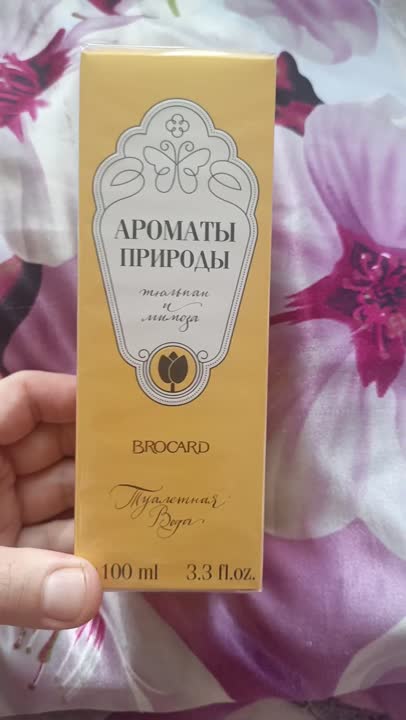 АРОМАТЫ
ПРИРОДЫ
тюльпан
и
мимоза
BROCARD
Туалетная
Вода
100 ml 3.3 fl.oz.